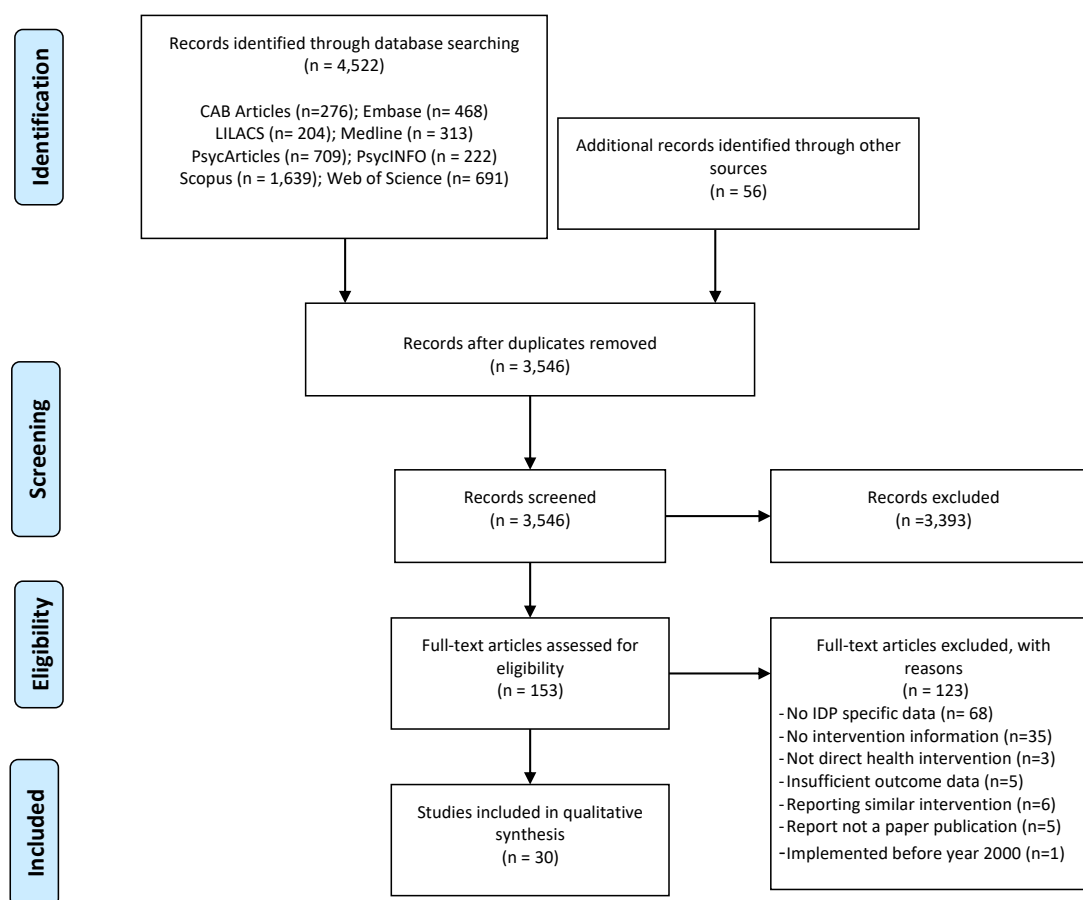 Identification
Records identified through database searching
(n = 4,522)
CAB Articles (n=276); Embase (n= 468)
LILACS (n= 204); Medline (n = 313)
PsycArticles (n= 709); PsycINFO (n = 222)
Scopus (n = 1,639); Web of Science (n= 691)
Additional records identified through other
sources
(n = 56)
Records after duplicates removed
(n = 3,546)
Screening
Records screened
(n = 3,546)
Records excluded
(n =3,393)
Eligibility
Full-text articles assessed for
eligibility
(n = 153)
Full-text articles excluded, with
reasons
(n = 123)
- No IDP specific data (n= 68)
- No intervention information (n=35)
- Not direct health intervention (n=3)
- Insufficient outcome data (n=5)
- Reporting similar intervention (n=6)
- Report not a paper publication (n=5)
-Implemented before year 2000 (n=1)
Included
Studies included in qualitative
synthesis
(n = 30)